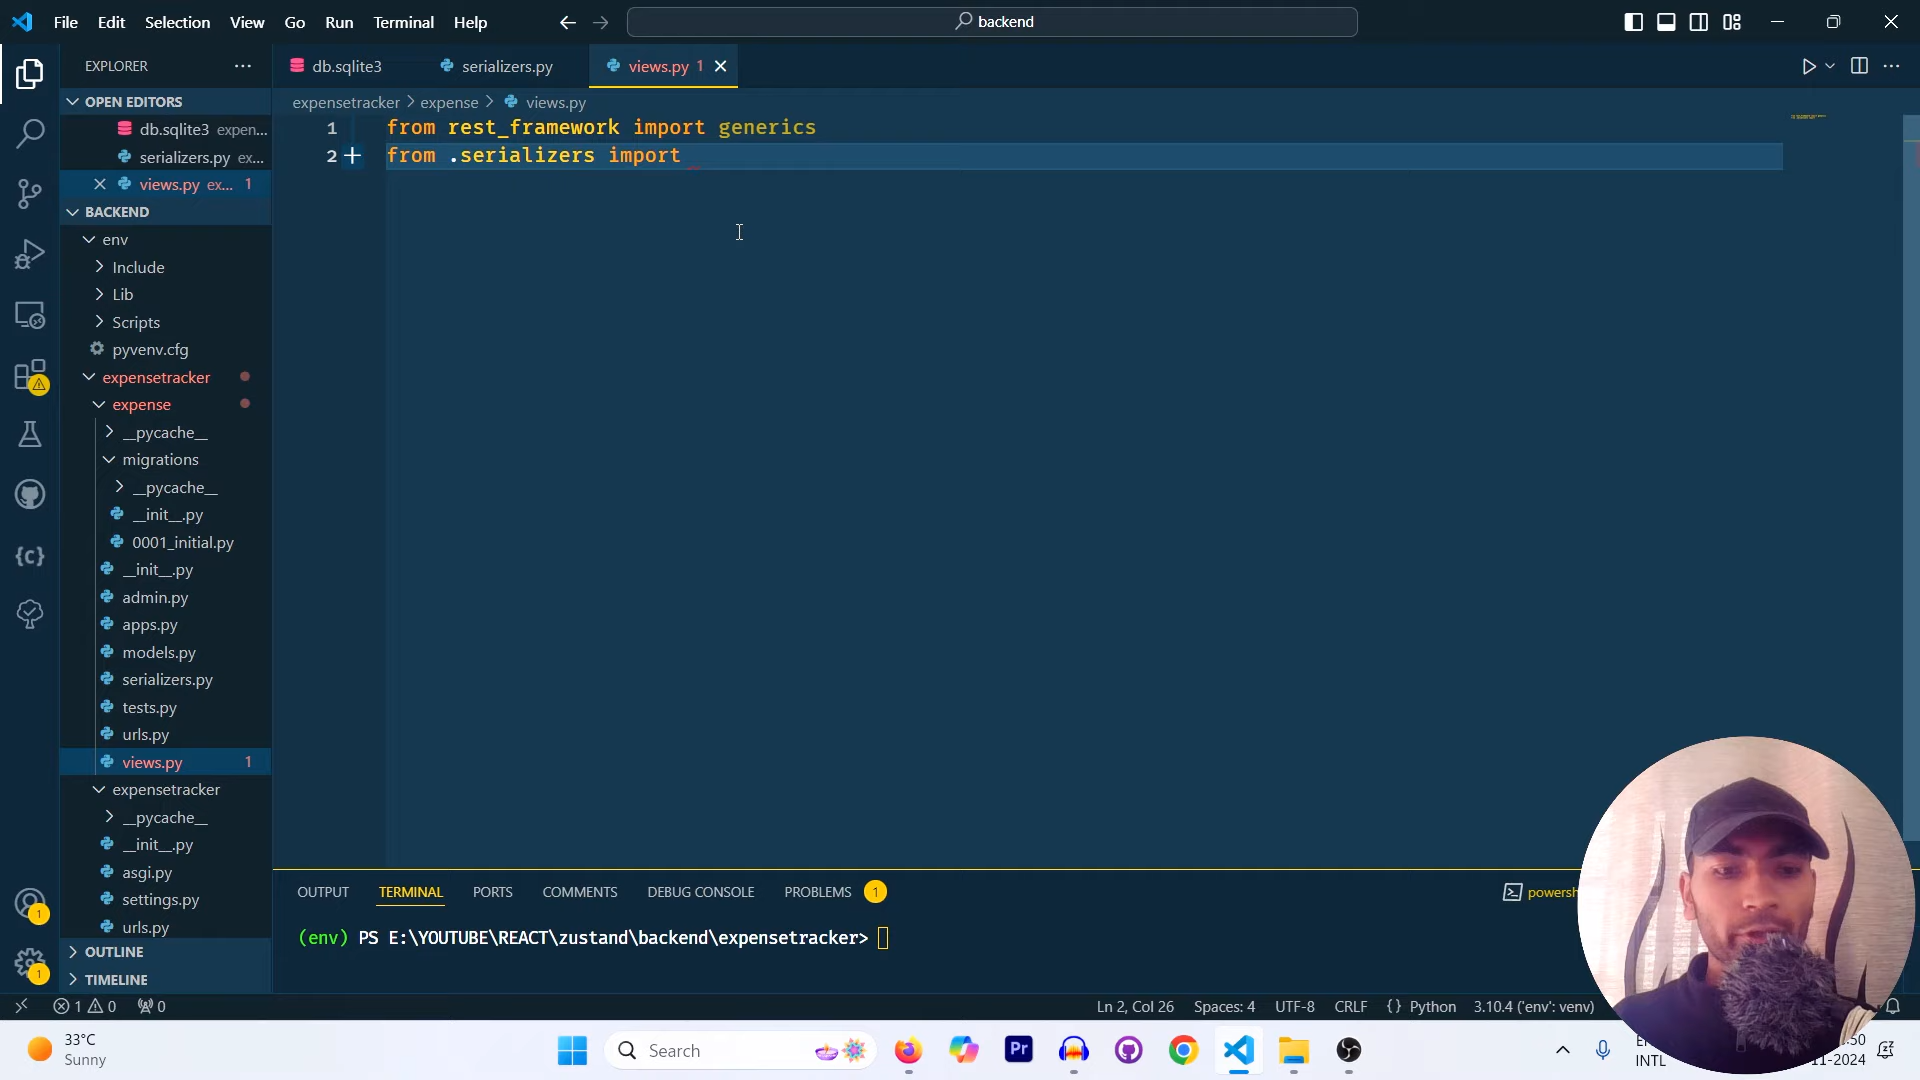 File Edit Selection View Go Run Terminal Help
backend
EXPLORER
db.sqlite3
serializers.py
views.py 1
OPEN EDITORS
db.sqlite3 expen...
serializers.py ex...
views.py ex... 1
expensetracker > expense > views.py
1 from rest_framework import generics
2 from .serializers import
BACKEND
env
Include
Lib
Scripts
pyvenv.cfg
expensetracker
expense
__pycache__
migrations
__pycache__
__init__.py
0001_initial.py
__init__.py
admin.py
apps.py
models.py
serializers.py
tests.py
urls.py
views.py 1
expensetracker
__pycache__
__init__.py
asgi.py
settings.py
urls.py
OUTLINE
TIMELINE
OUTPUT TERMINAL PORTS COMMENTS DEBUG CONSOLE PROBLEMS 1
powersh
(env) PS E:\YOUTUBE\REACT\zustand\backend\expensetracker>
1 0 0
Ln 2, Col 26 Spaces: 4 UTF-8 CRLF {} Python 3.10.4 ('env': venv)
1
1
33°C
Sunny
Search
Pr
INTL
:50
11-2024